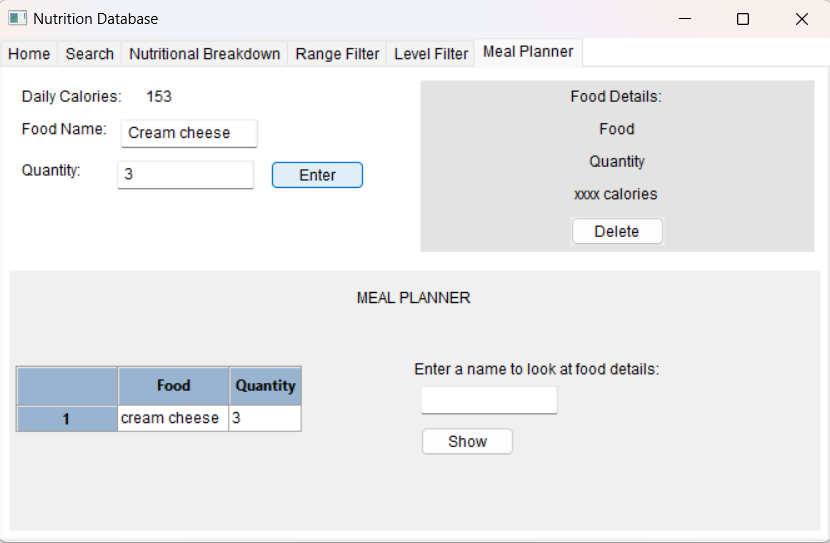 Nutrition Database
Home Search Nutritional Breakdown Range Filter Level Filter Meal Planner
Daily Calories: 153
Food Name: Cream cheese
Quantity: 3 Enter
Food Details:
Food
Quantity
xxxx calories
Delete
MEAL PLANNER
Food Quantity
1 cream cheese 3
Enter a name to look at food details:
Show